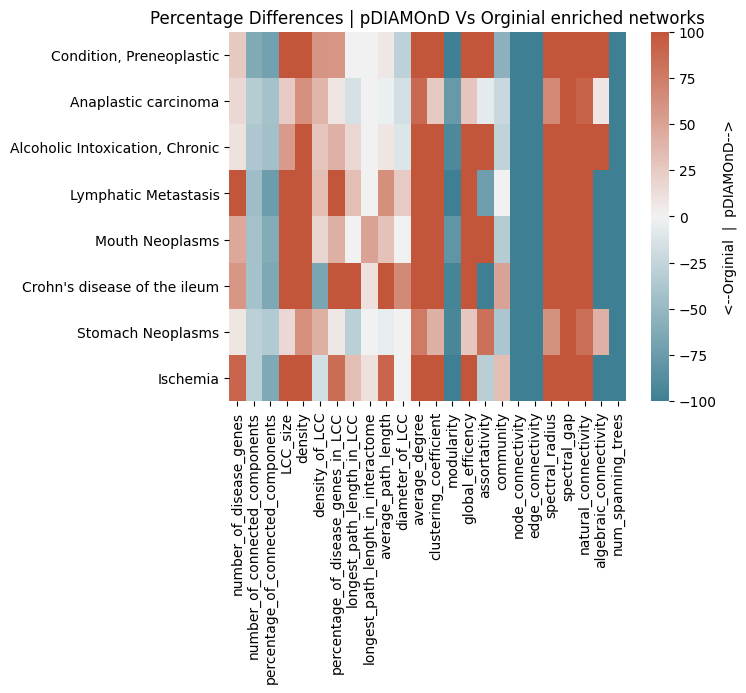 Percentage Differences | pDIAMOnD Vs Orginial enriched networks
Condition, Preneoplastic
Anaplastic carcinoma
Alcoholic Intoxication, Chronic
Lymphatic Metastasis
Mouth Neoplasms
Crohn's disease of the ileum
Stomach Neoplasms
Ischemia
number_of_disease_genes
number_of_connected_components
percentage_of_connected_components
LCC_size
density
density_of_LCC
percentage_of_disease_genes_in_LCC
longest_path_length_in_LCC
longest_path_lenght_in_interactome
average_path_length
diameter_of_LCC
average_degree
clustering_coefficient
modularity
global_efficency
assortativity
community
node_connectivity
edge_connectivity
spectral_radius
spectral_gap
natural_connectivity
algebraic_connectivity
num_spanning_trees
100
75
50
25
0
−25
−50
−75
−100
<--Orginial | pDIAMOnD-->